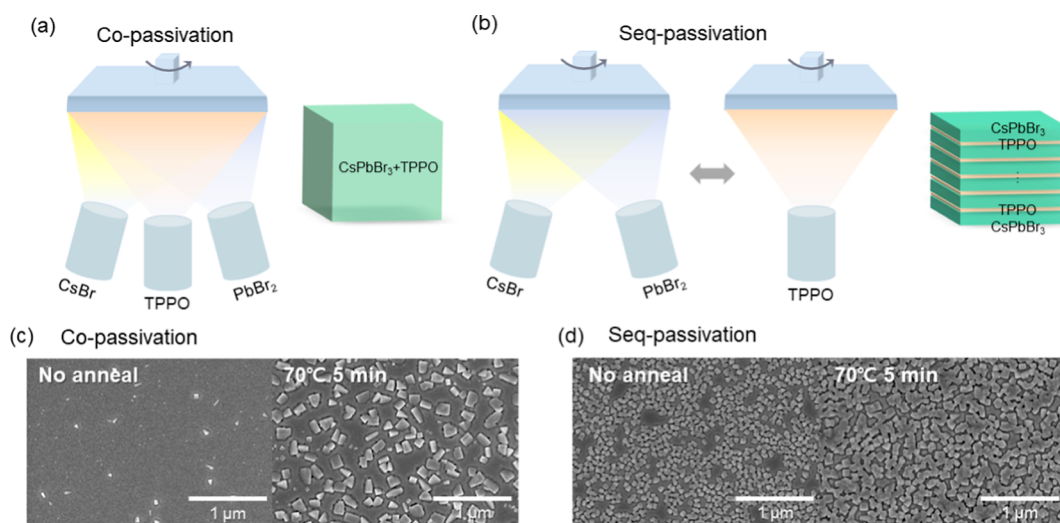 (a)
Co-passivation
CsPbBr₃+TPPO
CsBr
TPPO
PbBr₂
(b)
Seq-passivation
CsBr
PbBr₂
TPPO
CsPbBr₃
TPPO
⋮
TPPO
CsPbBr₃
(c) Co-passivation
No anneal
1 μm
70℃ 5 min
1 μm
(d) Seq-passivation
No anneal
1 μm
70℃ 5 min
1 μm